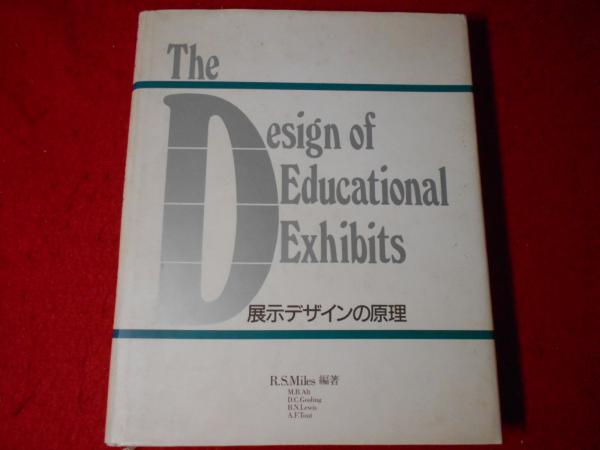 The
Design of
Educational
Exhibits
展示デザインの原理
R.S.Miles 編著
M.B.Alt
D.C.Gosling
B.N.Lewis
A.F.Tout